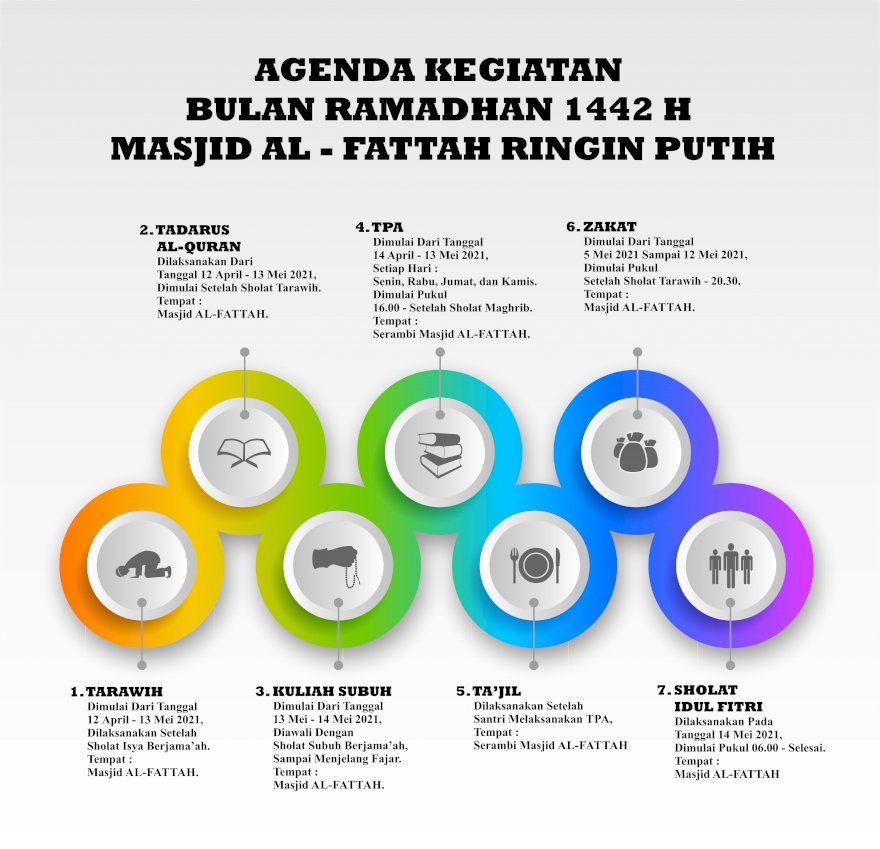 AGENDA KEGIATAN
BULAN RAMADHAN 1442 H
MASJID AL - FATTAH RINGIN PUTIH
1. TARAWIH
Dimulai Dari Tanggal
12 April - 13 Mei 2021,
Dilaksanakan Setelah
Sholat Isya Berjama’ah.
Tempat :
Masjid AL-FATTAH.
2. TADARUS
AL-QURAN
Dilaksanakan Dari
Tanggal 12 April - 13 Mei 2021,
Dimulai Setelah Sholat Tarawih.
Tempat :
Masjid AL-FATTAH.
3. KULIAH SUBUH
Dimulai Dari Tanggal
13 Mei - 14 Mei 2021,
Diawali Dengan
Sholat Subuh Berjama’ah,
Sampai Menjelang Fajar.
Tempat :
Masjid AL-FATTAH.
4. TPA
Dimulai Dari Tanggal
14 April - 13 Mei 2021,
Setiap Hari :
Senin, Rabu, Jumat, dan Kamis.
Dimulai Pukul
16.00 - Setelah Sholat Maghrib.
Tempat :
Serambi Masjid AL-FATTAH.
5. TA’JIL
Dilaksanakan Setelah
Santri Melaksanakan TPA,
Tempat :
Serambi Masjid AL-FATTAH
6. ZAKAT
Dimulai Dari Tanggal
5 Mei 2021 Sampai 12 Mei 2021,
Dimulai Pukul
Setelah Sholat Tarawih - 20.30.
Tempat :
Masjid AL-FATTAH.
7. SHOLAT
IDUL FITRI
Dilaksanakan Pada
Tanggal 14 Mei 2021,
Dimulai Pukul 06.00 - Selesai.
Tempat :
Masjid AL-FATTAH